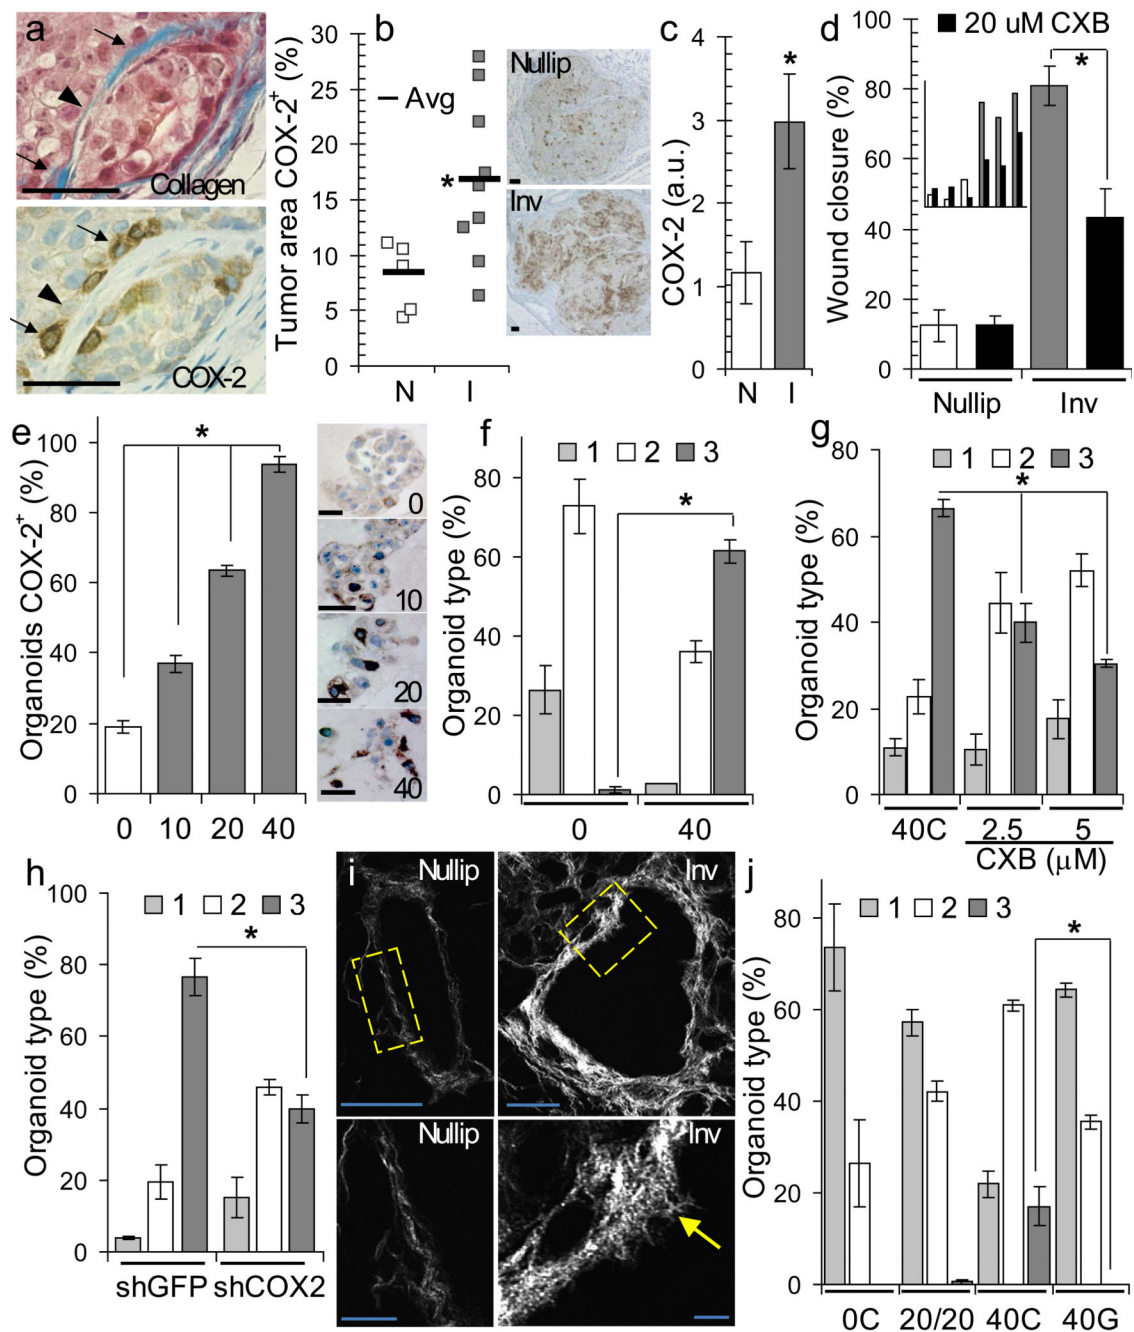 a
Collagen
COX-2
b
Tumor area COX-2⁺ (%)
30
25
20
15
10
5
0
Avg
*
N I
Nullip
Inv
c
COX-2 (a.u.)
4
3
2
1
0
*
N I
d
20 uM CXB
Wound closure (%)
100
80
60
40
20
0
*
Nullip Inv
e
Organoids COX-2⁺ (%)
100
80
60
40
20
0
*
0 10 20 40
0
10
20
40
f
1 2 3
Organoid type (%)
80
60
40
20
0
*
0 40
g
1 2 3
Organoid type (%)
80
60
40
20
0
*
40C 2.5 5
CXB (μM)
h
1 2 3
Organoid type (%)
100
80
60
40
20
0
*
shGFP shCOX2
i
Nullip
Inv
Nullip
Inv
j
1 2 3
Organoid type (%)
80
60
40
20
0
*
0C 20/20 40C 40G